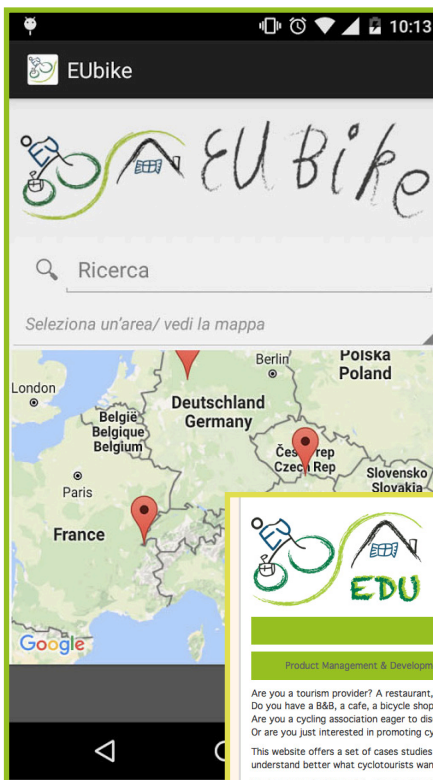 10:13
EUbike
EU Bike
Ricerca
Seleziona un'area/ vedi la mappa
Berlin
Polska
Poland
London
Deutschland
Germany
België
Belgique
Belgium
Czech Rep
Slovensko
Slovakia
Paris
France
Google
EDU
Product Management & Developm
Are you a tourism provider? A restaurant,
Do you have a B&B, a cafe, a bicycle shop
Are you a cycling association eager to dis
Or are you just interested in promoting cy
This website offers a set of cases studies
understand better what cyclotourists wan